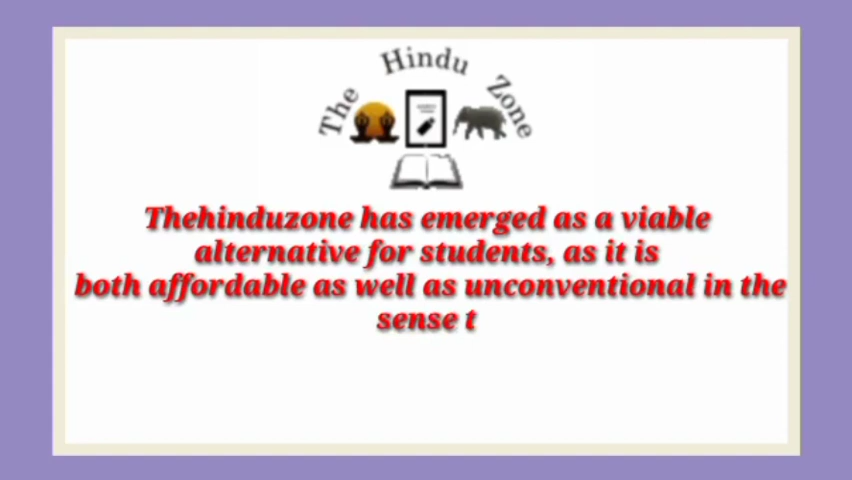 The Hindu Zone
Thehinduzone has emerged as a viable
alternative for students, as it is
both affordable as well as unconventional in the
sense t